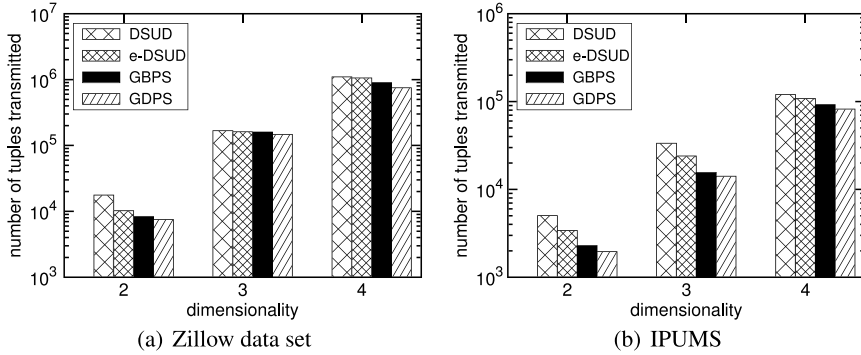 number of tuples transmitted
10^7
10^6
10^5
10^4
10^3
DSUD
e-DSUD
GBPS
GDPS
2 3 4
dimensionality
(a) Zillow data set
number of tuples transmitted
10^6
10^5
10^4
10^3
DSUD
e-DSUD
GBPS
GDPS
2 3 4
dimensionality
(b) IPUMS